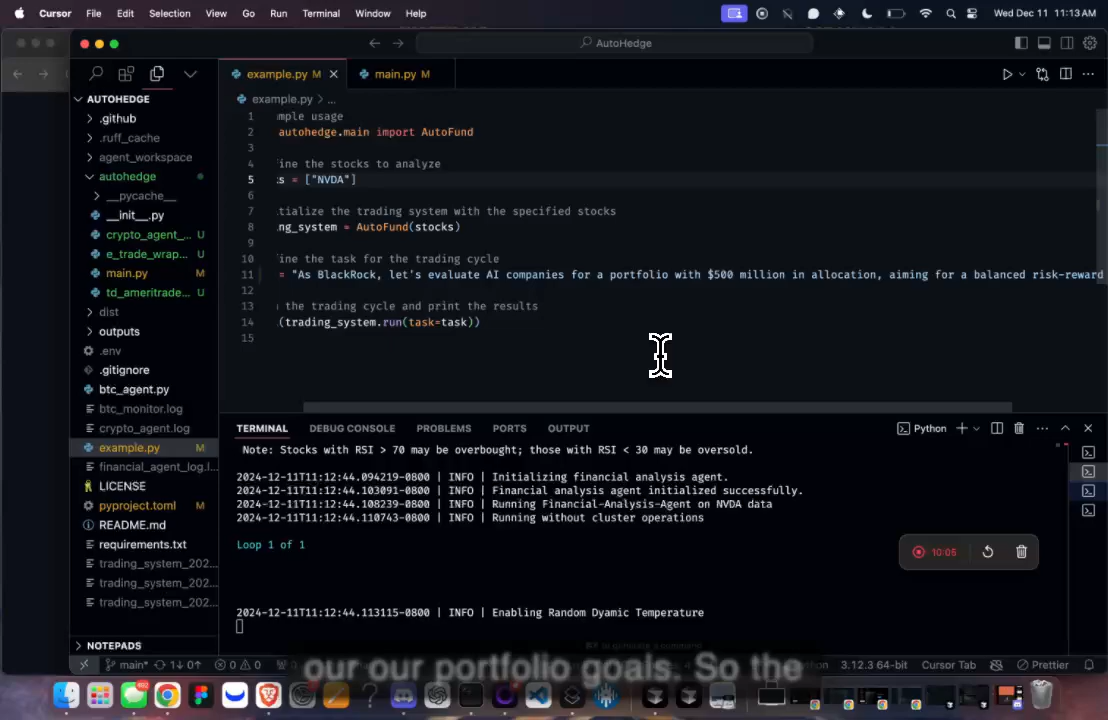 Cursor File Edit Selection View Go Run Terminal Window Help Wed Dec 11 11:13 AM
AutoHedge
example.py M main.py M
AUTOHEDGE
.github
.ruff_cache
agent_workspace
autohedge
__pycache__
__init__.py
crypto_agent_... U
e_trade_wrap... U
main.py M
td_ameritrade... U
dist
outputs
.env
.gitignore
btc_agent.py
btc_monitor.log
crypto_agent.log
example.py M
financial_agent_log.l...
LICENSE
pyproject.toml M
README.md
requirements.txt
trading_system_202...
trading_system_202...
trading_system_202...
NOTEPADS
example.py > ...
1 mple usage
2 autohedge.main import AutoFund
3
4 ine the stocks to analyze
5 ks = ["NVDA"]
6
7 tialize the trading system with the specified stocks
8 ng_system = AutoFund(stocks)
9
10 ine the task for the trading cycle
11 = "As BlackRock, let's evaluate AI companies for a portfolio with $500 million in allocation, aiming for a balanced risk-reward
12
13 the trading cycle and print the results
14 (trading_system.run(task=task))
15
TERMINAL DEBUG CONSOLE PROBLEMS PORTS OUTPUT Python
Note: Stocks with RSI > 70 may be overbought; those with RSI < 30 may be oversold.
2024-12-11T11:12:44.094219-0800 | INFO | Initializing financial analysis agent.
2024-12-11T11:12:44.103091-0800 | INFO | Financial analysis agent initialized successfully.
2024-12-11T11:12:44.108239-0800 | INFO | Running Financial-Analysis-Agent on NVDA data
2024-12-11T11:12:44.110743-0800 | INFO | Running without cluster operations
Loop 1 of 1
10:05
2024-12-11T11:12:44.113115-0800 | INFO | Enabling Random Dyamic Temperature
main* 1↓ 0↑ 0 0 3.12.3 64-bit Cursor Tab Prettier
our our portfolio goals. So the